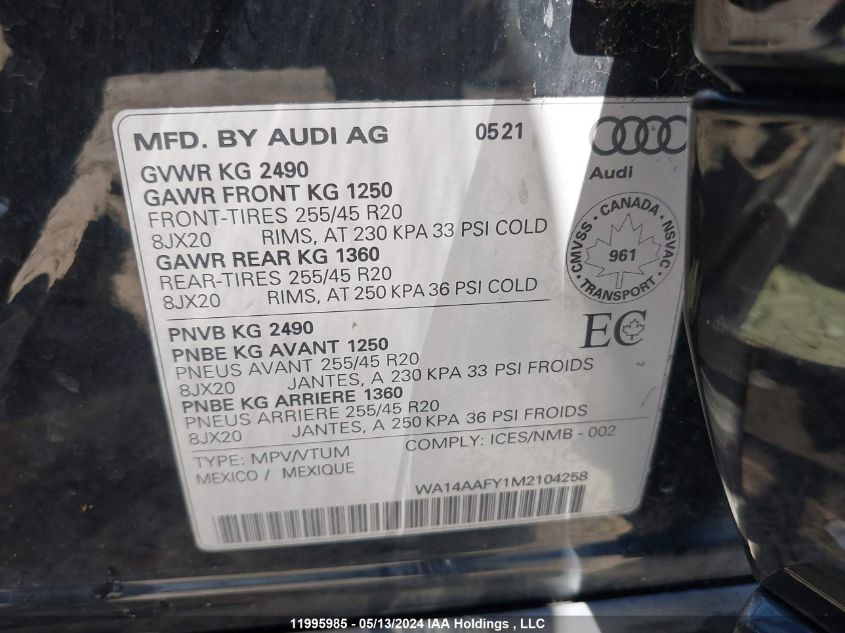 MFD. BY AUDI AG 0521
Audi
GVWR KG 2490
GAWR FRONT KG 1250
FRONT-TIRES 255/45 R20
8JX20 RIMS, AT 230 KPA 33 PSI COLD
GAWR REAR KG 1360
REAR-TIRES 255/45 R20
8JX20 RIMS, AT 250 KPA 36 PSI COLD
CMVSS • CANADA • NSVAC
961
• TRANSPORT •
EC
PNVB KG 2490
PNBE KG AVANT 1250
PNEUS AVANT 255/45 R20
8JX20 JANTES, A 230 KPA 33 PSI FROIDS
PNBE KG ARRIERE 1360
PNEUS ARRIERE 255/45 R20
8JX20 JANTES, A 250 KPA 36 PSI FROIDS
TYPE: MPV/VTUM COMPLY: ICES/NMB - 002
MEXICO / MEXIQUE
WA14AAFY1M2104258
11995985 - 05/13/2024 IAA Holdings , LLC